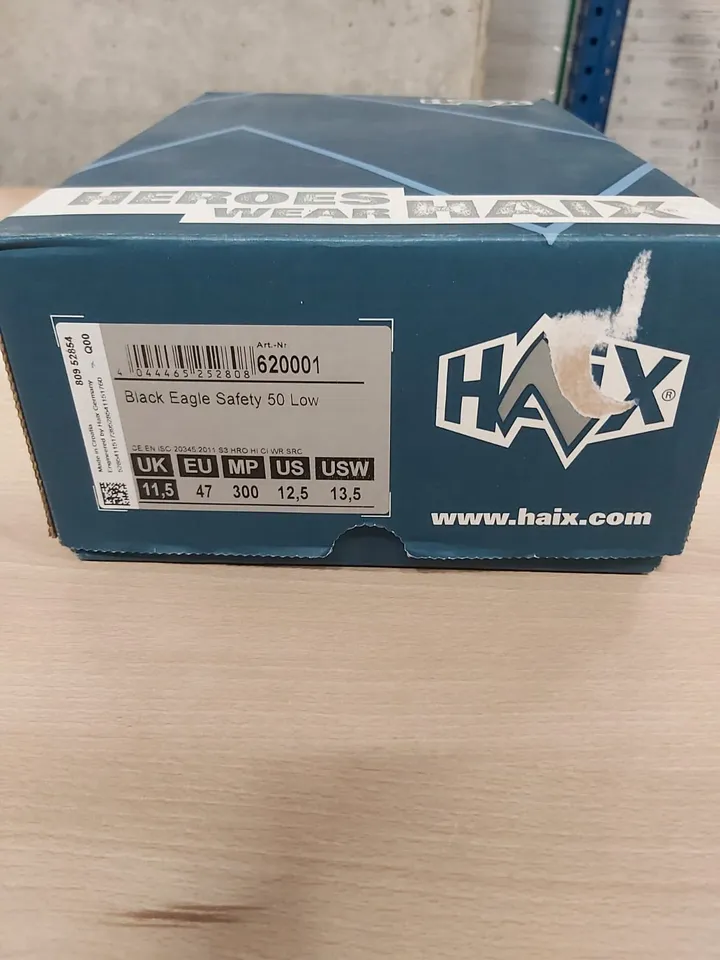 HEROES
WEAR HAIX
809 52854
Q00
Made in Croatia
Engineered by Haix Germany
Art.-Nr
4 044465 252808
620001
Black Eagle Safety 50 Low
CE EN ISO 20345:2011 S3 HRO HI CI WR SRC
UK EU MP US USW
11,5 47 300 12,5 13,5
HAIX®
www.haix.com